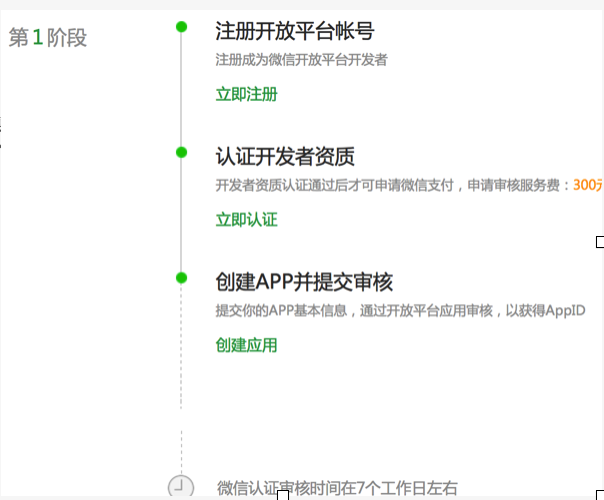 第1阶段
注册开放平台帐号
注册成为微信开放平台开发者
立即注册
认证开发者资质
开发者资质认证通过后才可申请微信支付，申请审核服务费：300元
立即认证
创建APP并提交审核
提交你的APP基本信息，通过开放平台应用审核，以获得AppID
创建应用
微信认证审核时间在7个工作日左右